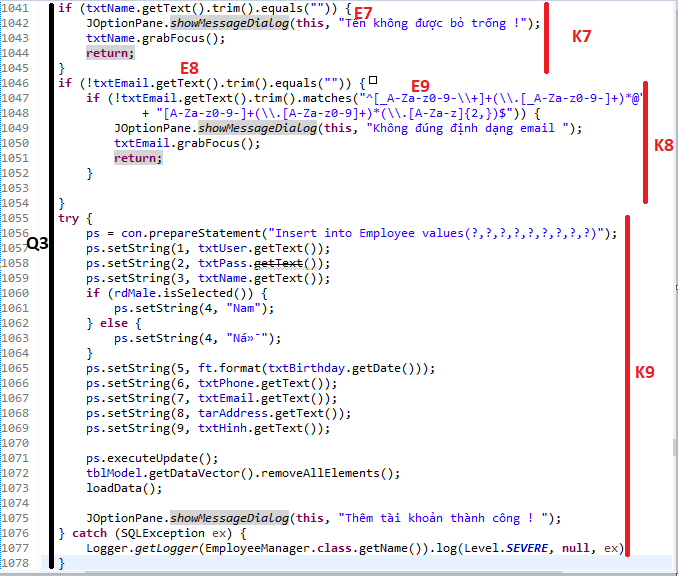 1041 if (txtName.getText().trim().equals("")) { E7
1042 JOptionPane.showMessageDialog(this, "Tên không được bỏ trống !");
1043 txtName.grabFocus(); K7
1044 return;
1045 }
1046 if (!txtEmail.getText().trim().equals("")) { E8
1047 if (!txtEmail.getText().trim().matches("^[_A-Za-z0-9-\\+]+(\\.[_A-Za-z0-9-]+)*@" E9
1048 + "[A-Za-z0-9-]+(\\.[A-Za-z0-9]+)*(\\.[A-Za-z]{2,})$")) {
1049 JOptionPane.showMessageDialog(this, "Không đúng định dạng email ");
1050 txtEmail.grabFocus(); K8
1051 return;
1052 }
1053
1054 }
1055 try {
1056 ps = con.prepareStatement("Insert into Employee values(?,?,?,?,?,?,?,?,?)");
1057 ps.setString(1, txtUser.getText()); Q3
1058 ps.setString(2, txtPass.getText());
1059 ps.setString(3, txtName.getText());
1060 if (rdMale.isSelected()) {
1061 ps.setString(4, "Nam");
1062 } else {
1063 ps.setString(4, "Ná»¯");
1064 }
1065 ps.setString(5, ft.format(txtBirthday.getDate())); K9
1066 ps.setString(6, txtPhone.getText());
1067 ps.setString(7, txtEmail.getText());
1068 ps.setString(8, tarAddress.getText());
1069 ps.setString(9, txtHinh.getText());
1070
1071 ps.executeUpdate();
1072 tblModel.getDataVector().removeAllElements();
1073 loadData();
1074
1075 JOptionPane.showMessageDialog(this, "Thêm tài khoản thành công ! ");
1076 } catch (SQLException ex) {
1077 Logger.getLogger(EmployeeManager.class.getName()).log(Level.SEVERE, null, ex)
1078 }